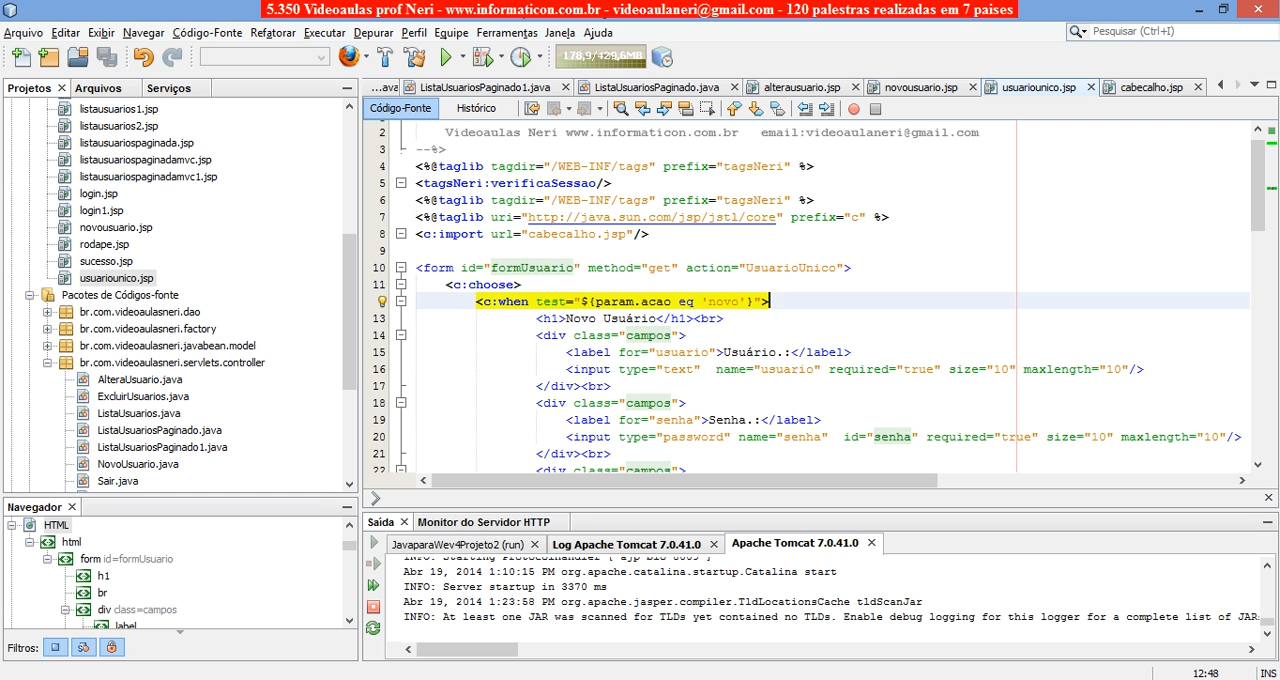 5.350 Videoaulas prof Neri - www.informaticon.com.br - videoaulaneri@gmail.com - 120 palestras realizadas em 7 paises
Arquivo Editar Exibir Navegar Código-Fonte Refatorar Executar Depurar Perfil Equipe Ferramentas Janela Ajuda
Pesquisar (Ctrl+I)
178,9/429,6MB
Projetos Arquivos Serviços
...ava ListaUsuariosPaginado1.java ListaUsuariosPaginado.java alterausuario.jsp novousuario.jsp usuariounico.jsp cabecalho.jsp
Código-Fonte Histórico
listausuarios1.jsp
listausuarios2.jsp
listausuariospaginada.jsp
listausuariospaginadamvc.jsp
listausuariospaginadamvc1.jsp
login.jsp
login1.jsp
novousuario.jsp
rodape.jsp
sucesso.jsp
usuariounico.jsp
Pacotes de Códigos-fonte
br.com.videoaulasneri.dao
br.com.videoaulasneri.factory
br.com.videoaulasneri.javabean.model
br.com.videoaulasneri.servlets.controller
AlteraUsuario.java
ExcluirUsuarios.java
ListaUsuarios.java
ListaUsuariosPaginado.java
ListaUsuariosPaginado1.java
NovoUsuario.java
Sair.java
2 Videoaulas Neri www.informaticon.com.br email:videoaulaneri@gmail.com
3 --%>
4 <%@taglib tagdir="/WEB-INF/tags" prefix="tagsNeri" %>
5 <tagsNeri:verificaSessao/>
6 <%@taglib tagdir="/WEB-INF/tags" prefix="tagsNeri" %>
7 <%@taglib uri="http://java.sun.com/jsp/jstl/core" prefix="c" %>
8 <c:import url="cabecalho.jsp"/>
9
10 <form id="formUsuario" method="get" action="UsuarioUnico">
11 <c:choose>
<c:when test="${param.acao eq 'novo'}">
13 <h1>Novo Usuário</h1><br>
14 <div class="campos">
15 <label for="usuario">Usuário.:</label>
16 <input type="text" name="usuario" required="true" size="10" maxlength="10"/>
17 </div><br>
18 <div class="campos">
19 <label for="senha">Senha.:</label>
20 <input type="password" name="senha" id="senha" required="true" size="10" maxlength="10"/>
21 </div><br>
22 <div class="campos">
Navegador
HTML
html
form id=formUsuario
h1
br
div class=campos
label
Filtros:
Saída Monitor do Servidor HTTP
JavaparaWev4Projeto2 (run) Log Apache Tomcat 7.0.41.0 Apache Tomcat 7.0.41.0
INFO: Starting ProtocolHandler ["ajp-bio-8009"]
Abr 19, 2014 1:10:15 PM org.apache.catalina.startup.Catalina start
INFO: Server startup in 3370 ms
Abr 19, 2014 1:23:58 PM org.apache.jasper.compiler.TldLocationsCache tldScanJar
INFO: At least one JAR was scanned for TLDs yet contained no TLDs. Enable debug logging for this logger for a complete list of JAR
12:48 INS